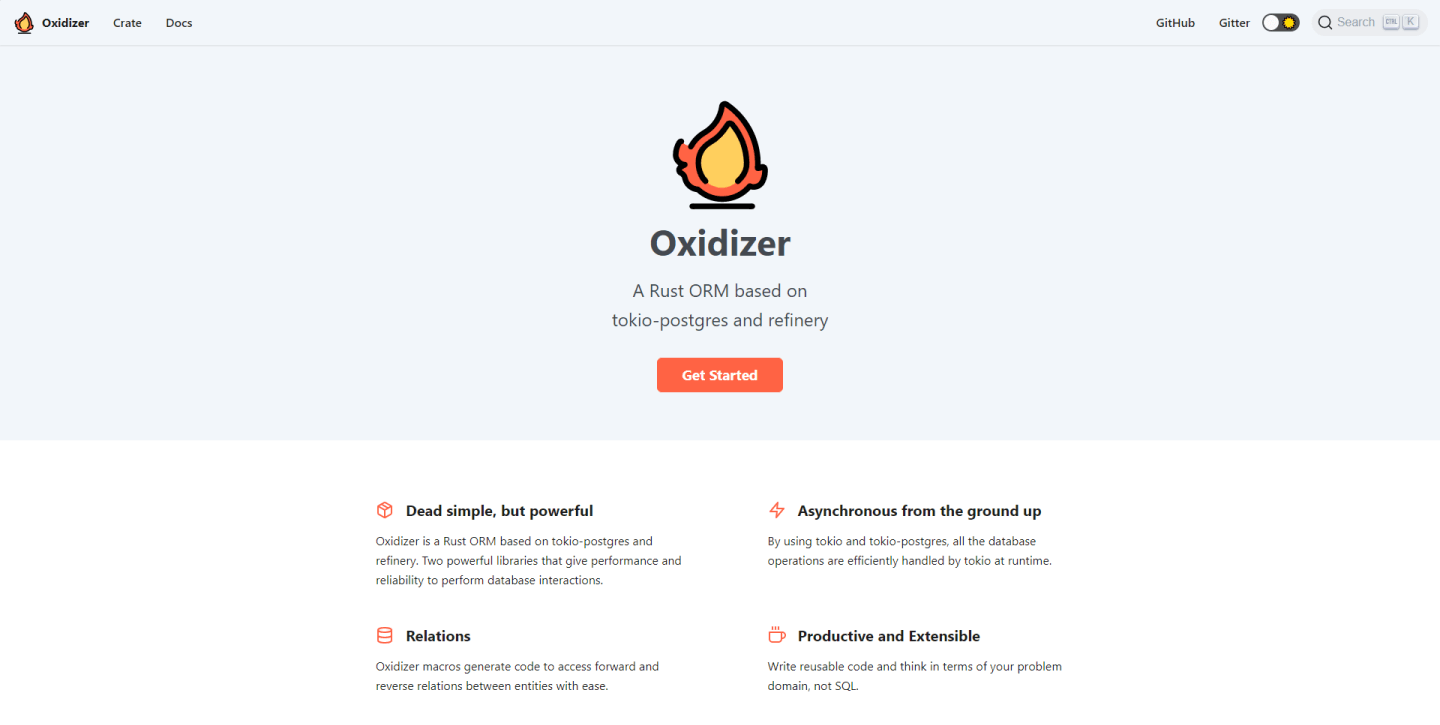 Oxidizer Crate Docs GitHub Gitter Search CTRL K
Oxidizer
A Rust ORM based on
tokio-postgres and refinery
Get Started
Dead simple, but powerful
Oxidizer is a Rust ORM based on tokio-postgres and
refinery. Two powerful libraries that give performance and
reliability to perform database interactions.
Asynchronous from the ground up
By using tokio and tokio-postgres, all the database
operations are efficiently handled by tokio at runtime.
Relations
Oxidizer macros generate code to access forward and
reverse relations between entities with ease.
Productive and Extensible
Write reusable code and think in terms of your problem
domain, not SQL.